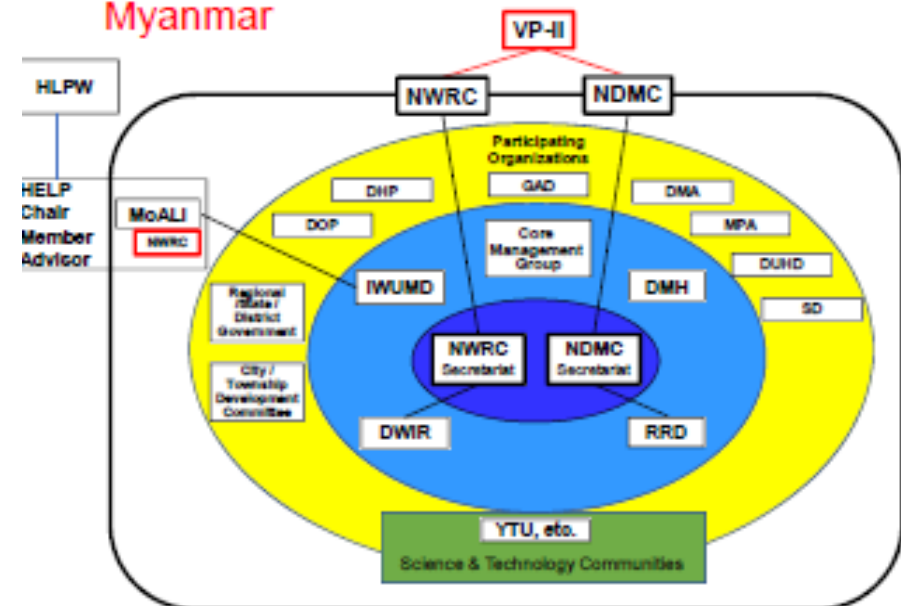 Myanmar
VP-II
HLPW
NWRC
NDMC
Participating
Organizations
DHP
GAD
DMA
HELP
Chair
Member
Advisor
MoALI
NWRC
DOP
MPA
Core
Management
Group
DUHD
IWUMD
DMH
SD
Regional
/State /
District
Government
NWRC
Secretariat
NDMC
Secretariat
City /
Township
Development
Committee
DWIR
RRD
YTU, etc.
Science & Technology Communities